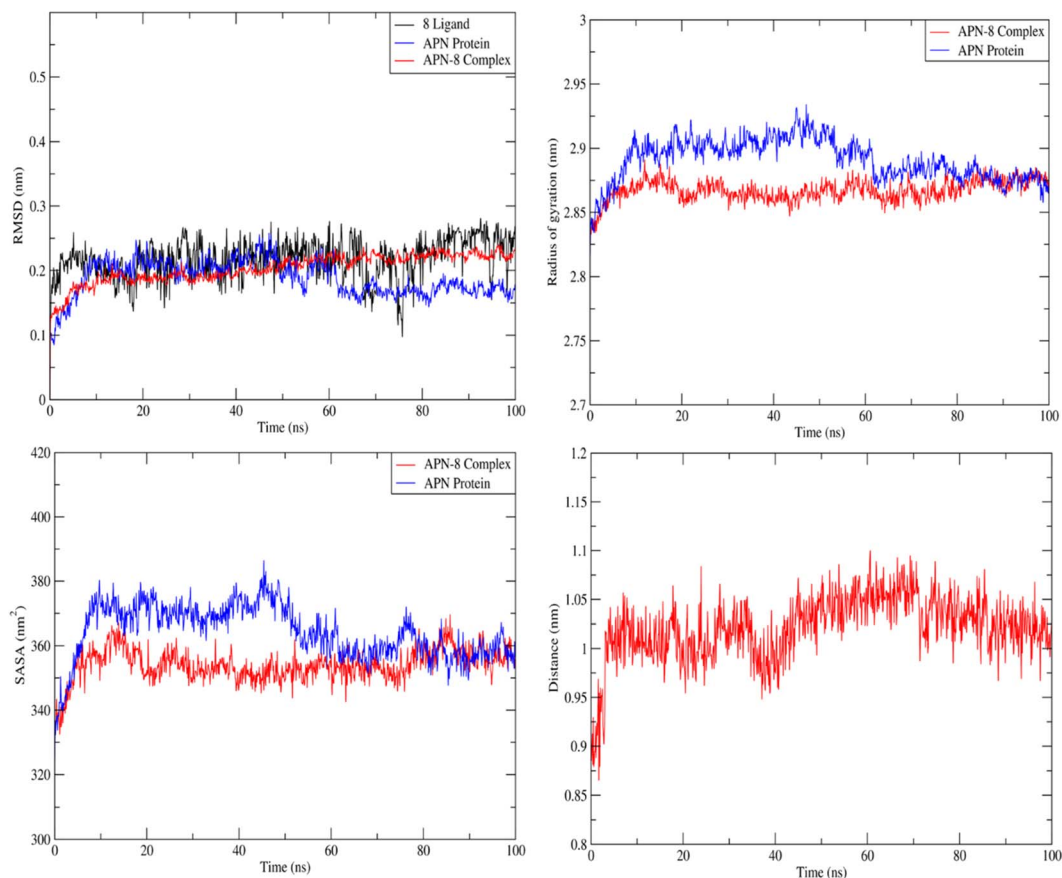 8 Ligand
APN Protein
APN-8 Complex
RMSD (nm)
0.5
0.4
0.3
0.2
0.1
0
0 20 40 60 80 100
Time (ns)
APN-8 Complex
APN Protein
Radius of gyration (nm)
3
2.95
2.9
2.85
2.8
2.75
2.7
0 20 40 60 80 100
Time (ns)
APN-8 Complex
APN Protein
SASA (nm²)
420
400
380
360
340
320
300
0 20 40 60 80 100
Time (ns)
Distance (nm)
1.2
1.15
1.1
1.05
1
0.95
0.9
0.85
0.8
0 20 40 60 80 100
Time (ns)